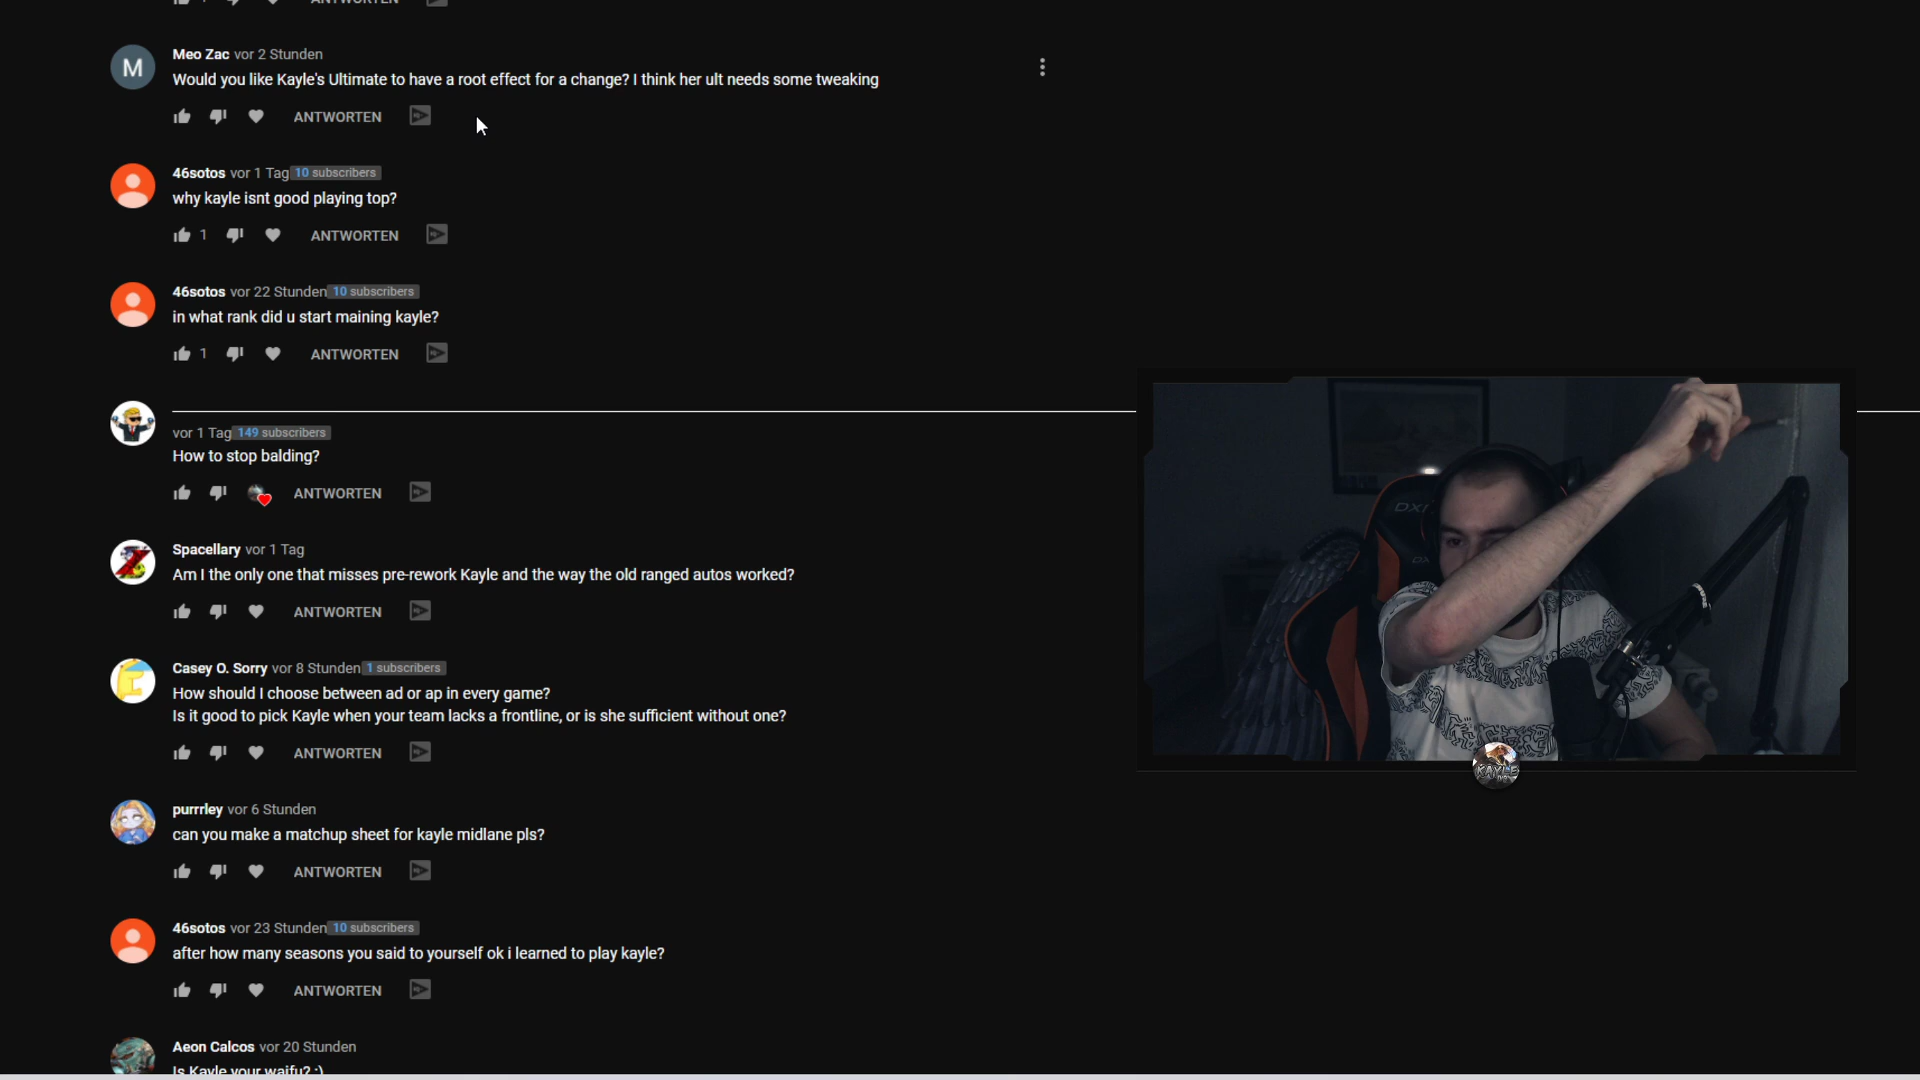 ANTWORTEN
Meo Zac vor 2 Stunden
Would you like Kayle's Ultimate to have a root effect for a change? I think her ult needs some tweaking
ANTWORTEN
46sotos vor 1 Tag 10 subscribers
why kayle isnt good playing top?
1 ANTWORTEN
46sotos vor 22 Stunden 10 subscribers
in what rank did u start maining kayle?
1 ANTWORTEN
vor 1 Tag 149 subscribers
How to stop balding?
ANTWORTEN
Spacellary vor 1 Tag
Am I the only one that misses pre-rework Kayle and the way the old ranged autos worked?
ANTWORTEN
Casey O. Sorry vor 8 Stunden 1 subscribers
How should I choose between ad or ap in every game?
Is it good to pick Kayle when your team lacks a frontline, or is she sufficient without one?
ANTWORTEN
purrrley vor 6 Stunden
can you make a matchup sheet for kayle midlane pls?
ANTWORTEN
46sotos vor 23 Stunden 10 subscribers
after how many seasons you said to yourself ok i learned to play kayle?
ANTWORTEN
Aeon Calcos vor 20 Stunden
Is Kayle your waifu? :)
M
KAYLE